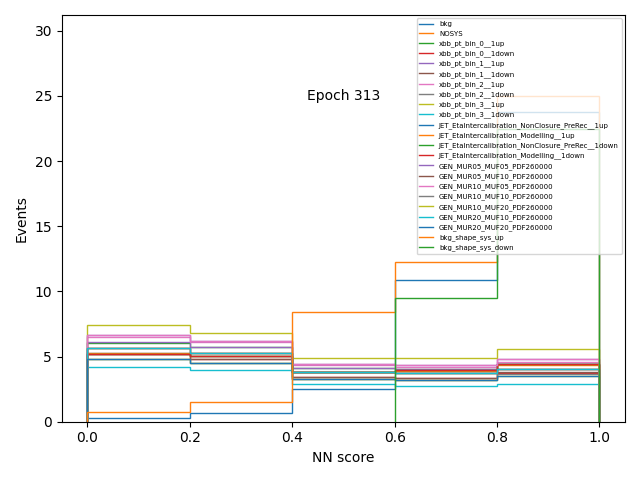 30
25
20
15
10
5
0
Events
0.0 0.2 0.4 0.6 0.8 1.0
NN score
Epoch 313
bkg
NOSYS
xbb_pt_bin_0__1up
xbb_pt_bin_0__1down
xbb_pt_bin_1__1up
xbb_pt_bin_1__1down
xbb_pt_bin_2__1up
xbb_pt_bin_2__1down
xbb_pt_bin_3__1up
xbb_pt_bin_3__1down
JET_EtaIntercalibration_NonClosure_PreRec__1up
JET_EtaIntercalibration_Modelling__1up
JET_EtaIntercalibration_NonClosure_PreRec__1down
JET_EtaIntercalibration_Modelling__1down
GEN_MUR05_MUF05_PDF260000
GEN_MUR05_MUF10_PDF260000
GEN_MUR10_MUF05_PDF260000
GEN_MUR10_MUF10_PDF260000
GEN_MUR10_MUF20_PDF260000
GEN_MUR20_MUF10_PDF260000
GEN_MUR20_MUF20_PDF260000
bkg_shape_sys_up
bkg_shape_sys_down